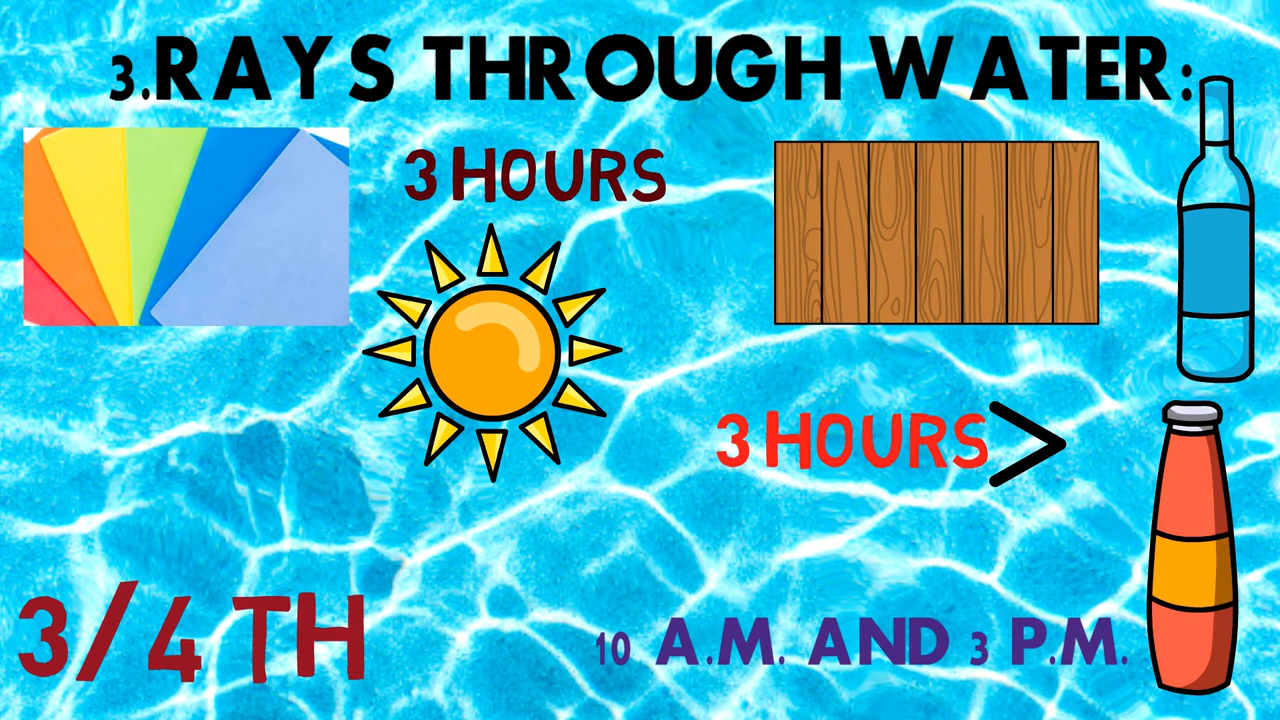 3.RAYS THROUGH WATER:
3 HOURS
3 HOURS>
3/4 TH
10 A.M. AND 3 P.M.